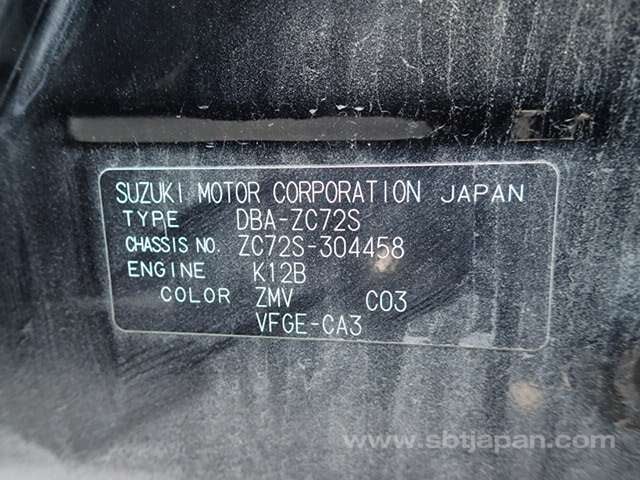 SUZUKI MOTOR CORPORATION JAPAN
TYPE DBA-ZC72S
CHASSIS NO. ZC72S-304458
ENGINE K12B
COLOR ZMV C03
VFGE-CA3
www.sbtjapan.com